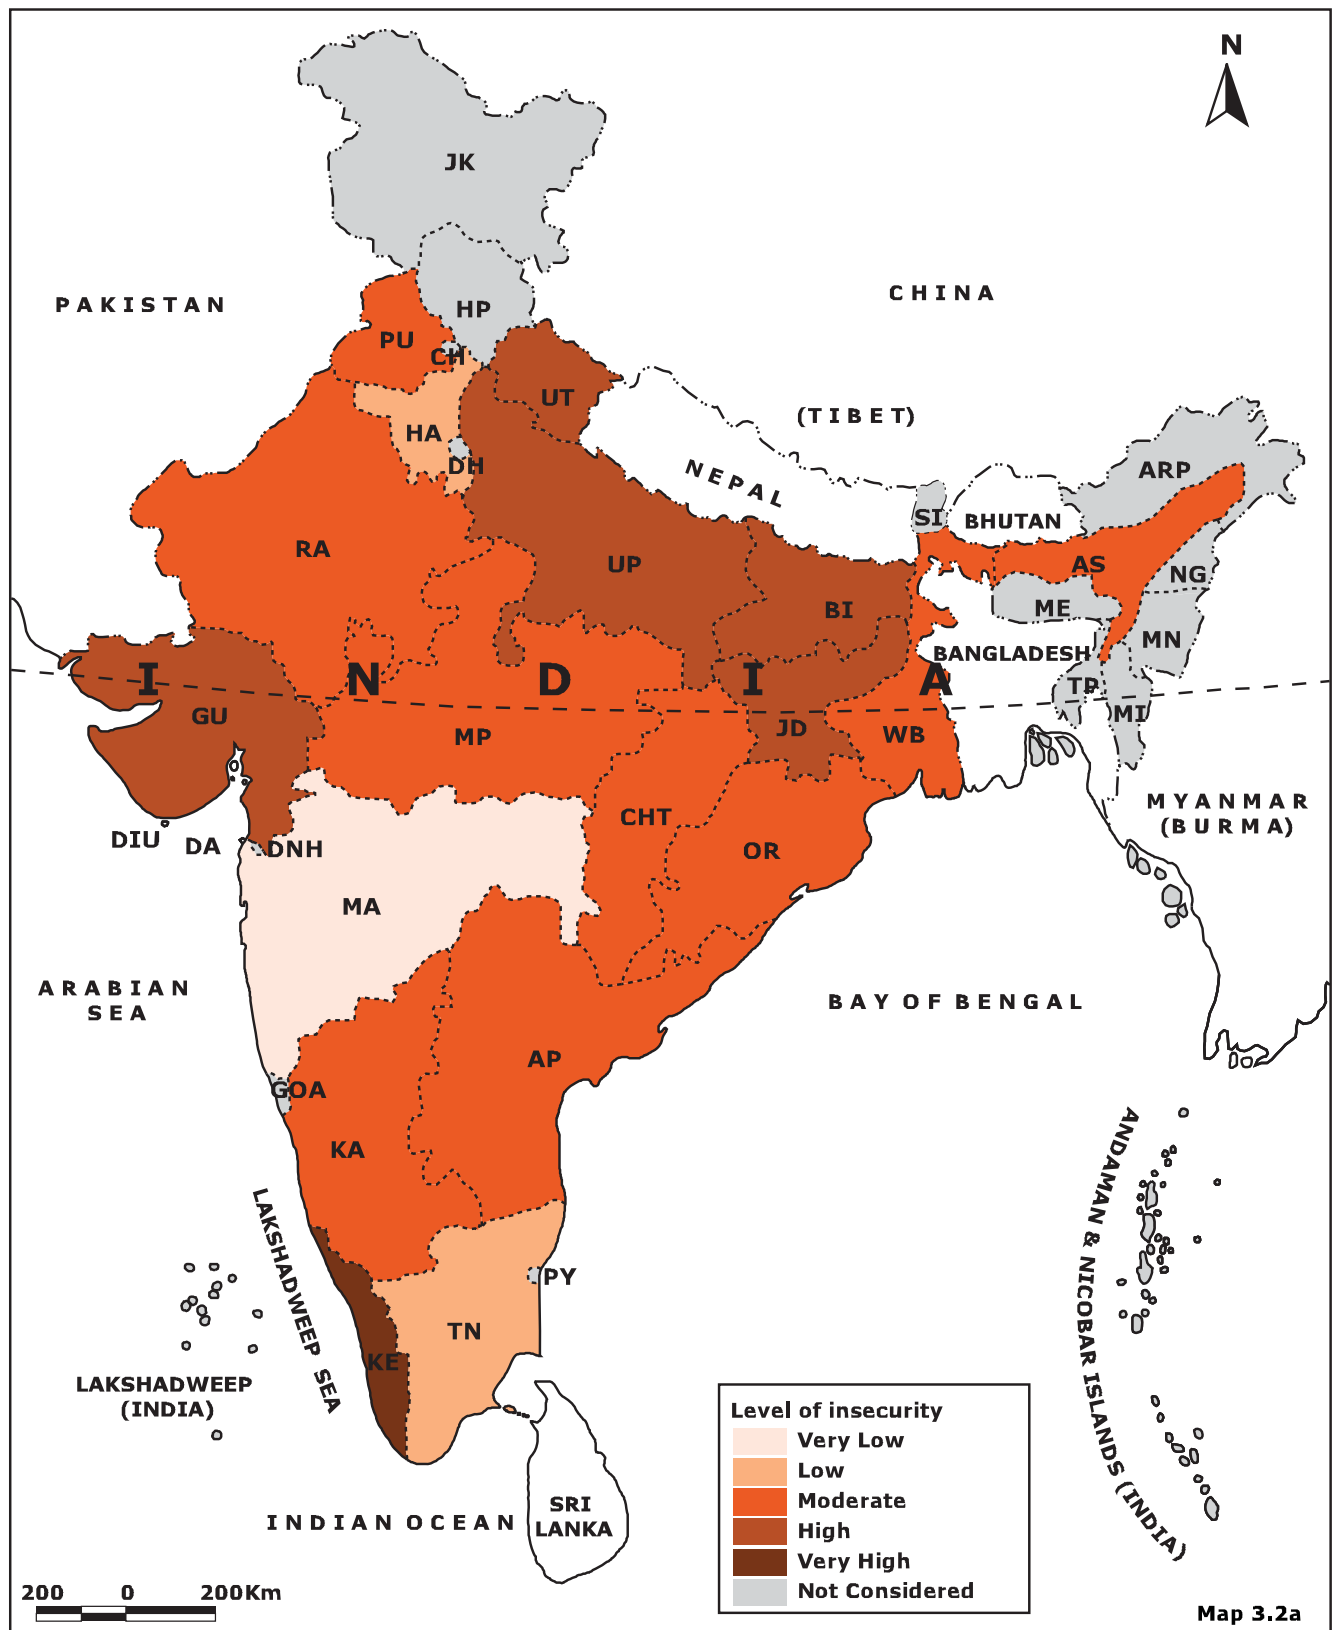 N
JK
PAKISTAN
CHINA
HP
PU
CH
UT
(TIBET)
HA
DH
NEPAL
ARP
SI
BHUTAN
RA
UP
AS
NG
BI
ME
MN
BANGLADESH
I N D I A
TP
MI
GU
MP
JD
WB
MYANMAR
(BURMA)
CHT
DIU
DA
DNH
OR
MA
ARABIAN
SEA
BAY OF BENGAL
AP
GOA
KA
ANDAMAN & NICOBAR ISLANDS (INDIA)
LAKSHADWEEP SEA
PY
TN
KE
LAKSHADWEEP
(INDIA)
Level of insecurity
Very Low
Low
Moderate
High
Very High
Not Considered
SRI
LANKA
INDIAN OCEAN
200 0 200Km
Map 3.2a